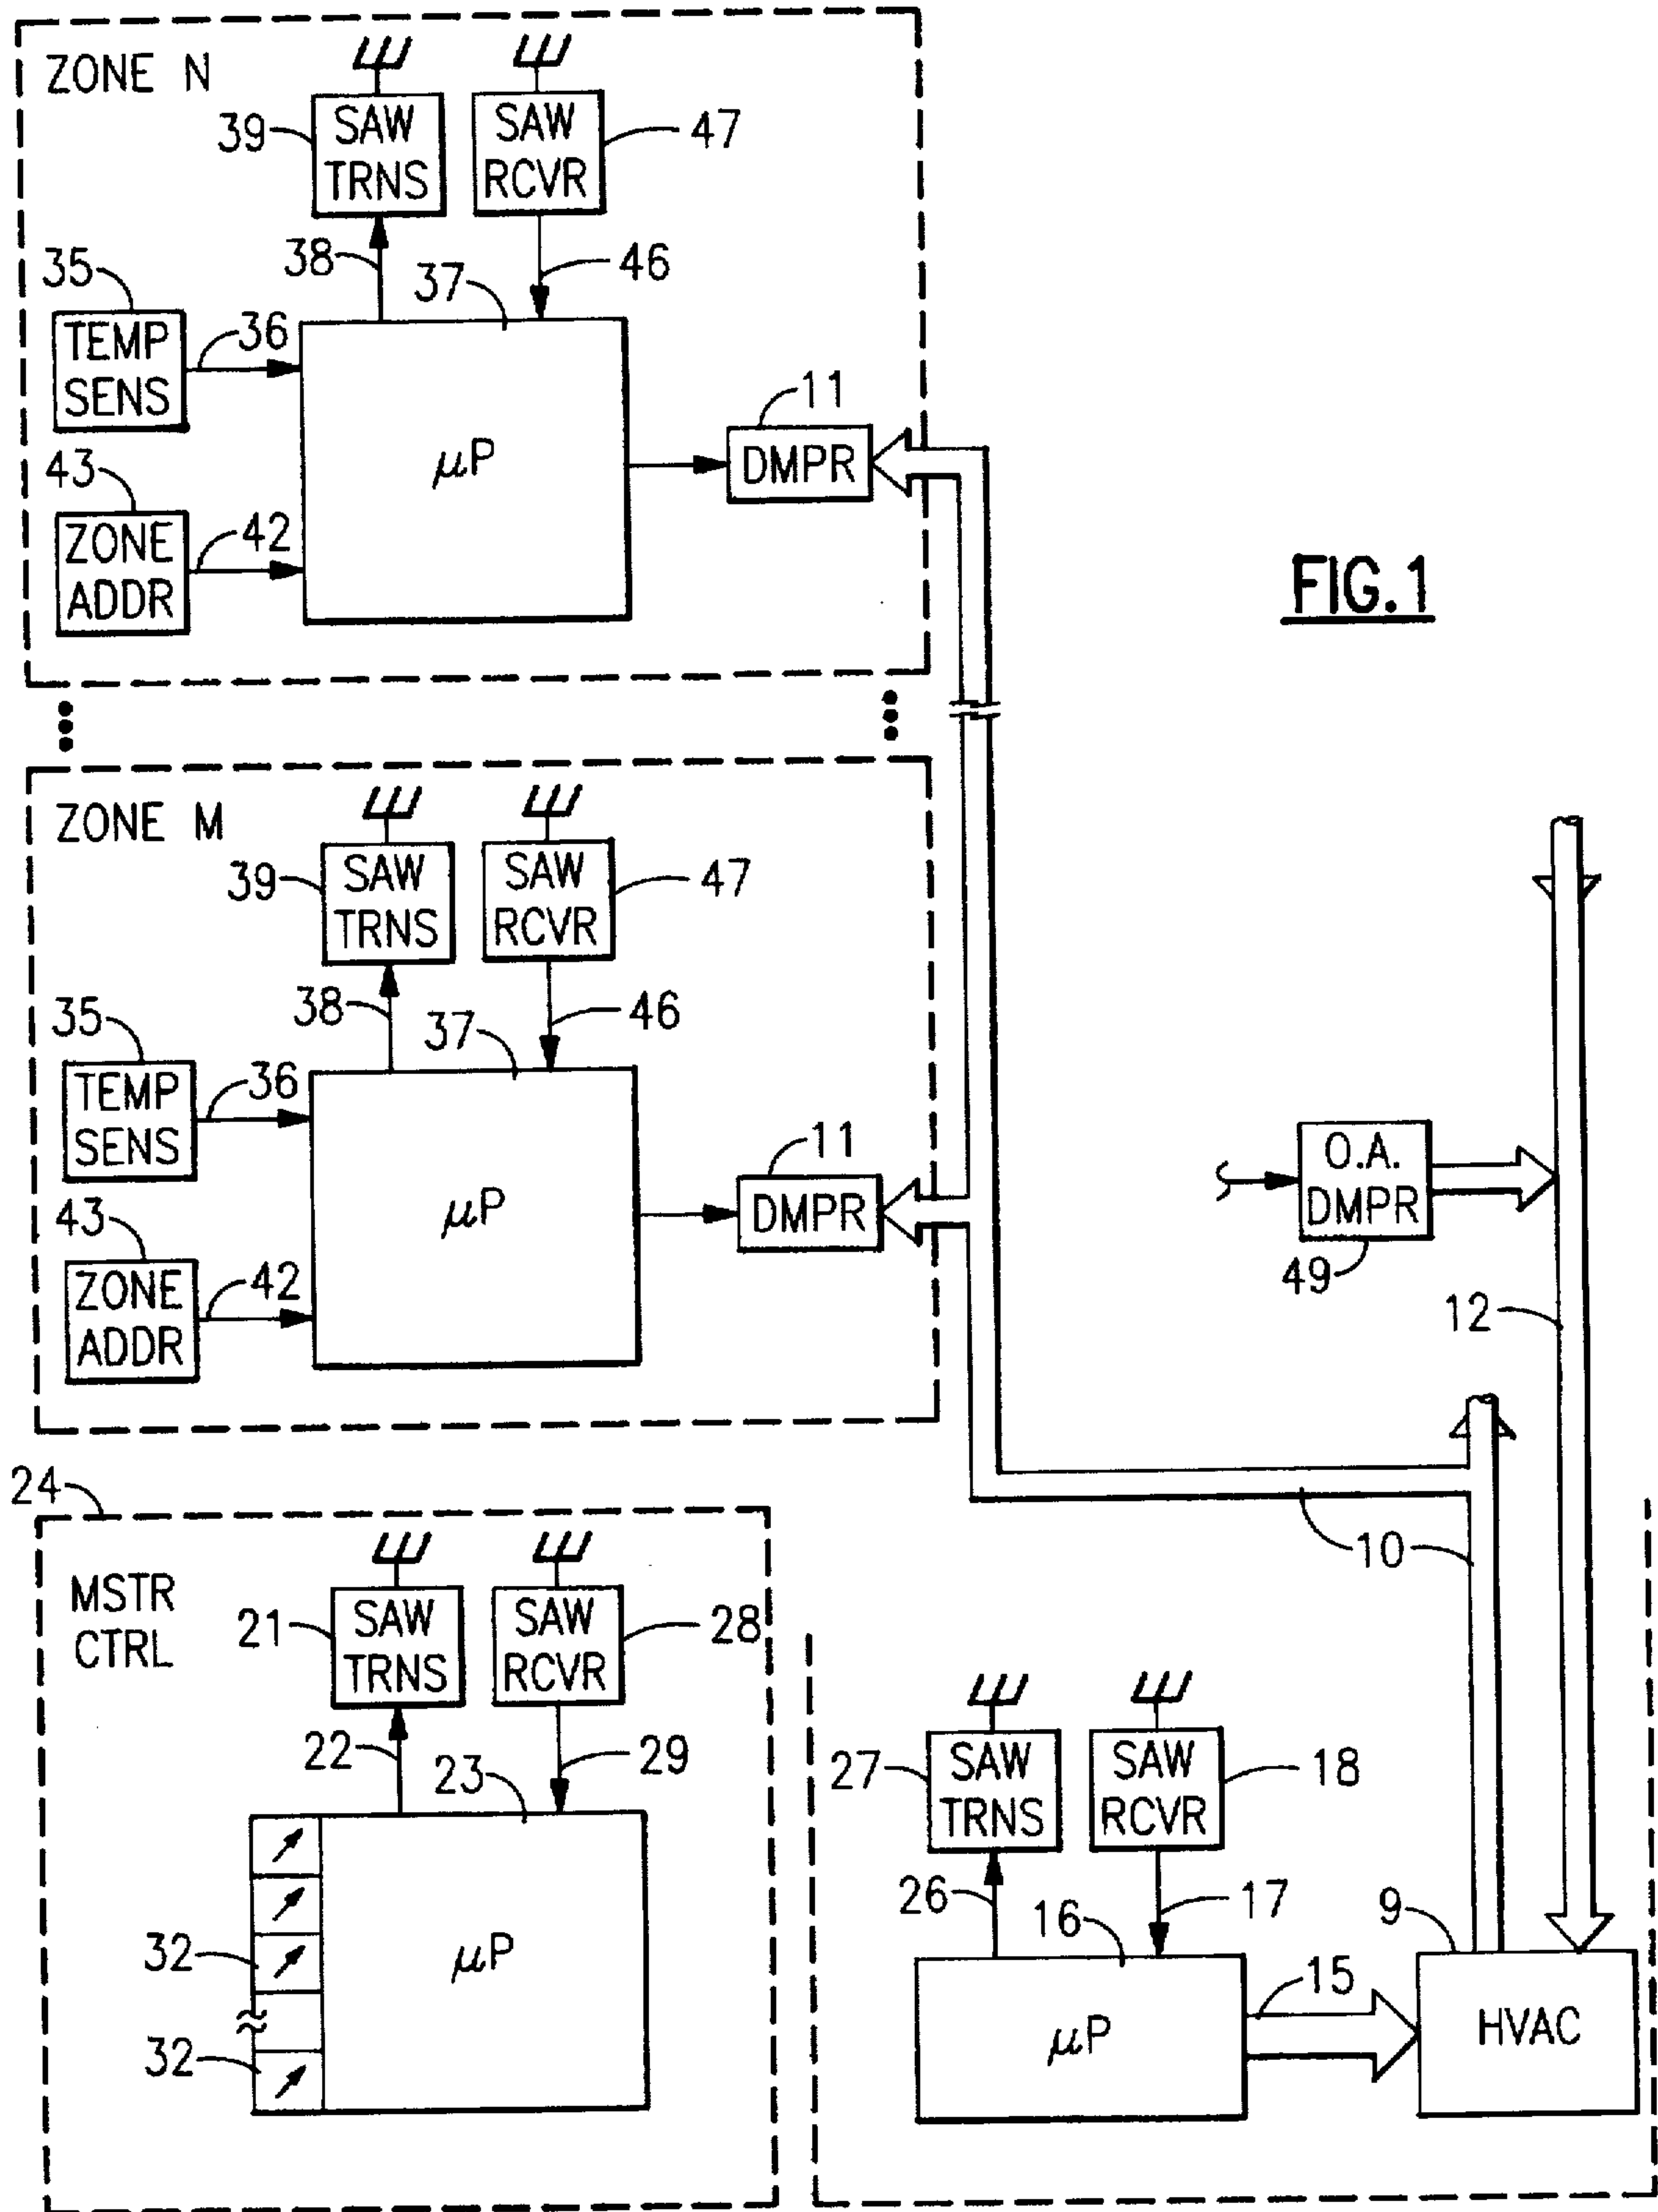 ZONE N
39
SAW
TRNS
SAW
RCVR
47
38
46
35
37
TEMP
SENS
36
11
μP
DMPR
43
ZONE
ADDR
42
FIG.1
ZONE M
39
SAW
TRNS
SAW
RCVR
47
38
46
35
37
TEMP
SENS
36
11
μP
DMPR
43
ZONE
ADDR
42
O.A.
DMPR
49
12
24
10
MSTR
CTRL
21
SAW
TRNS
SAW
RCVR
28
22
23
29
32
32
μP
27
SAW
TRNS
SAW
RCVR
18
26
16
17
9
15
μP
HVAC